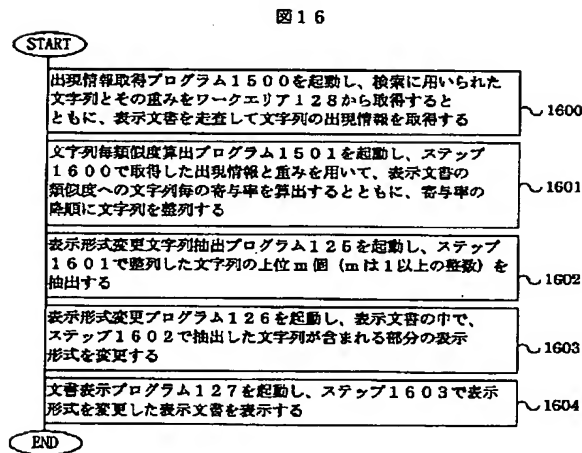 図16
START
出現情報取得プログラム1500を起動し、検索に用いられた
文字列とその重みをワークエリア128から取得すると
ともに、表示文書を走査して文字列の出現情報を取得する
1600
文字列毎類似度算出プログラム1501を起動し、ステップ
1600で取得した出現情報と重みを用いて、表示文書の
類似度への文字列毎の寄与率を算出するとともに、寄与率の
降順に文字列を整列する
1601
表示形式変更文字列抽出プログラム125を起動し、ステップ
1601で整列した文字列の上位m個(mは1以上の整数)を
抽出する
1602
表示形式変更プログラム126を起動し、表示文書の中で、
ステップ1602で抽出した文字列が含まれる部分の表示
形式を変更する
1603
文書表示プログラム127を起動し、ステップ1603で表示
形式を変更した表示文書を表示する
1604
END